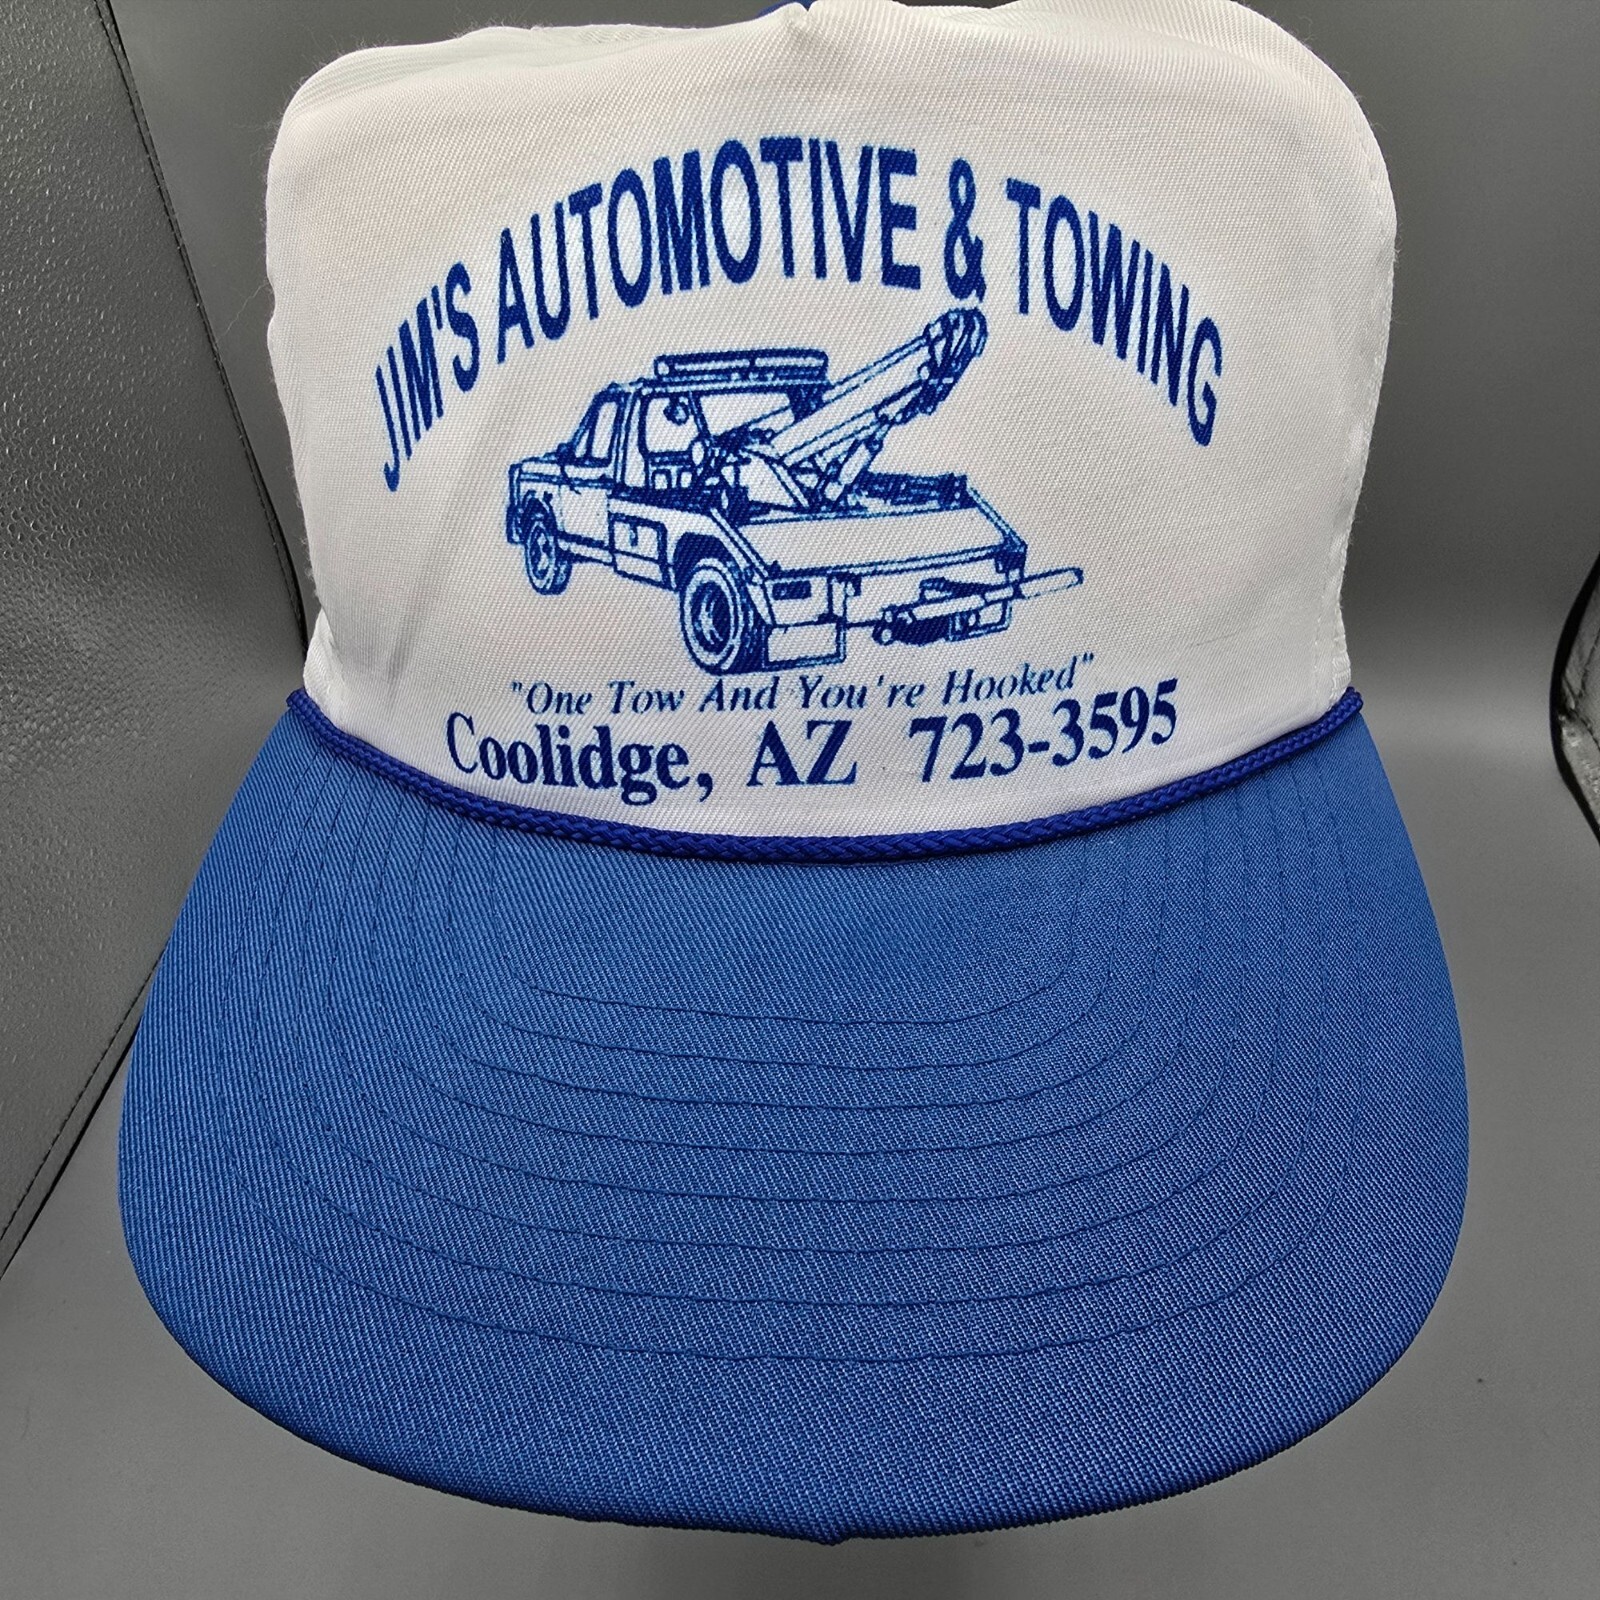 JIM'S AUTOMOTIVE & TOWING
"One Tow And You're Hooked"
Coolidge, AZ 723-3595